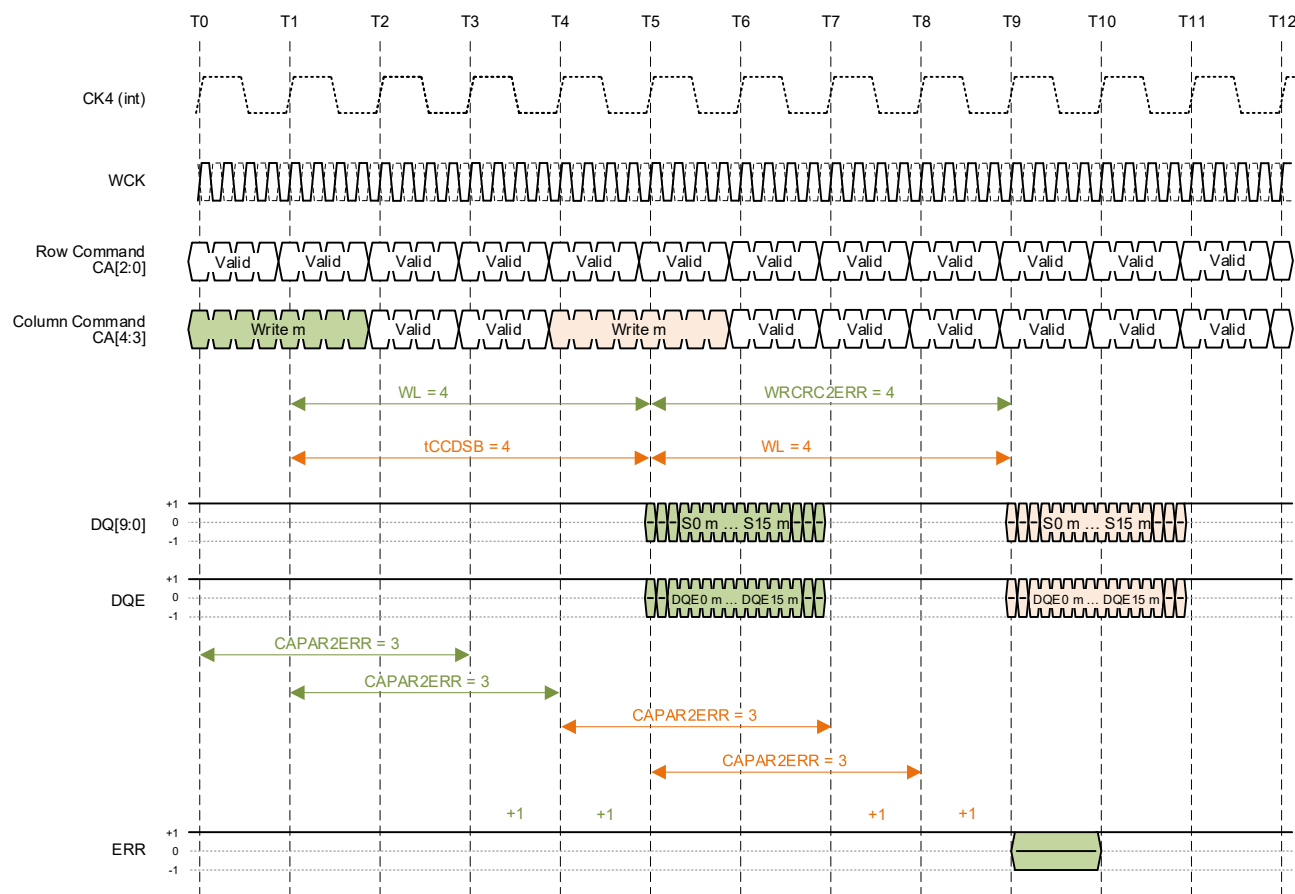 T0 T1 T2 T3 T4 T5 T6 T7 T8 T9 T10 T11 T12
CK4 (int)
WCK
Row Command
CA[2:0]
Valid Valid Valid Valid Valid Valid Valid Valid Valid Valid Valid Valid
Column Command
CA[4:3]
Write m Valid Valid Write m Valid Valid Valid Valid Valid Valid
WL = 4 WRCRC2ERR = 4
tCCDSB = 4 WL = 4
DQ[9:0]
+1
0
-1
S0 m ... S15 m S0 m ... S15 m
DQE
+1
0
-1
DQE0 m ... DQE15 m DQE0 m ... DQE15 m
CAPAR2ERR = 3
CAPAR2ERR = 3
CAPAR2ERR = 3
CAPAR2ERR = 3
+1 +1 +1 +1
ERR
+1
0
-1